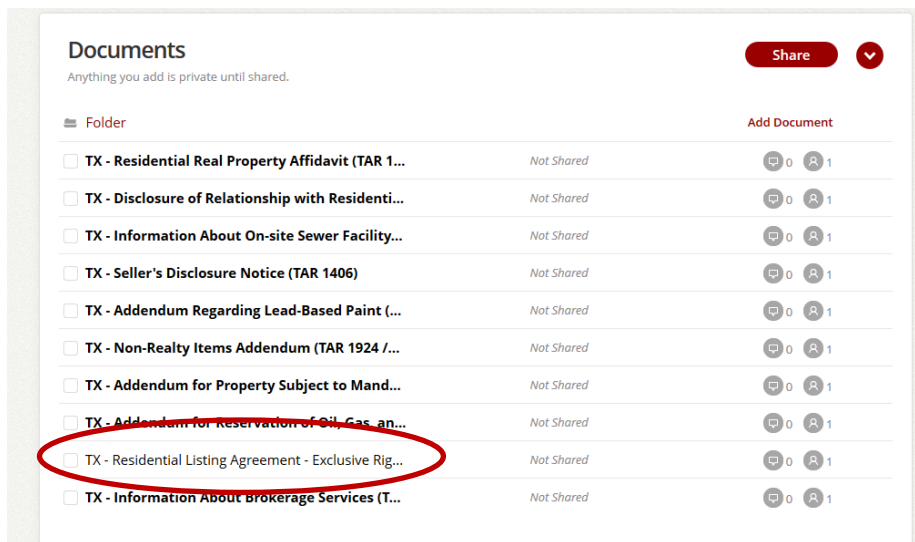 Documents
Share
Anything you add is private until shared.
Folder
Add Document
TX - Residential Real Property Affidavit (TAR 1... Not Shared 0 1
TX - Disclosure of Relationship with Residenti... Not Shared 0 1
TX - Information About On-site Sewer Facility... Not Shared 0 1
TX - Seller's Disclosure Notice (TAR 1406) Not Shared 0 1
TX - Addendum Regarding Lead-Based Paint (... Not Shared 0 1
TX - Non-Realty Items Addendum (TAR 1924 /... Not Shared 0 1
TX - Addendum for Property Subject to Mand... Not Shared 0 1
TX - Addendum for Reservation of Oil, Gas, an... Not Shared 0 1
TX - Residential Listing Agreement - Exclusive Rig... Not Shared 0 1
TX - Information About Brokerage Services (T... Not Shared 0 1